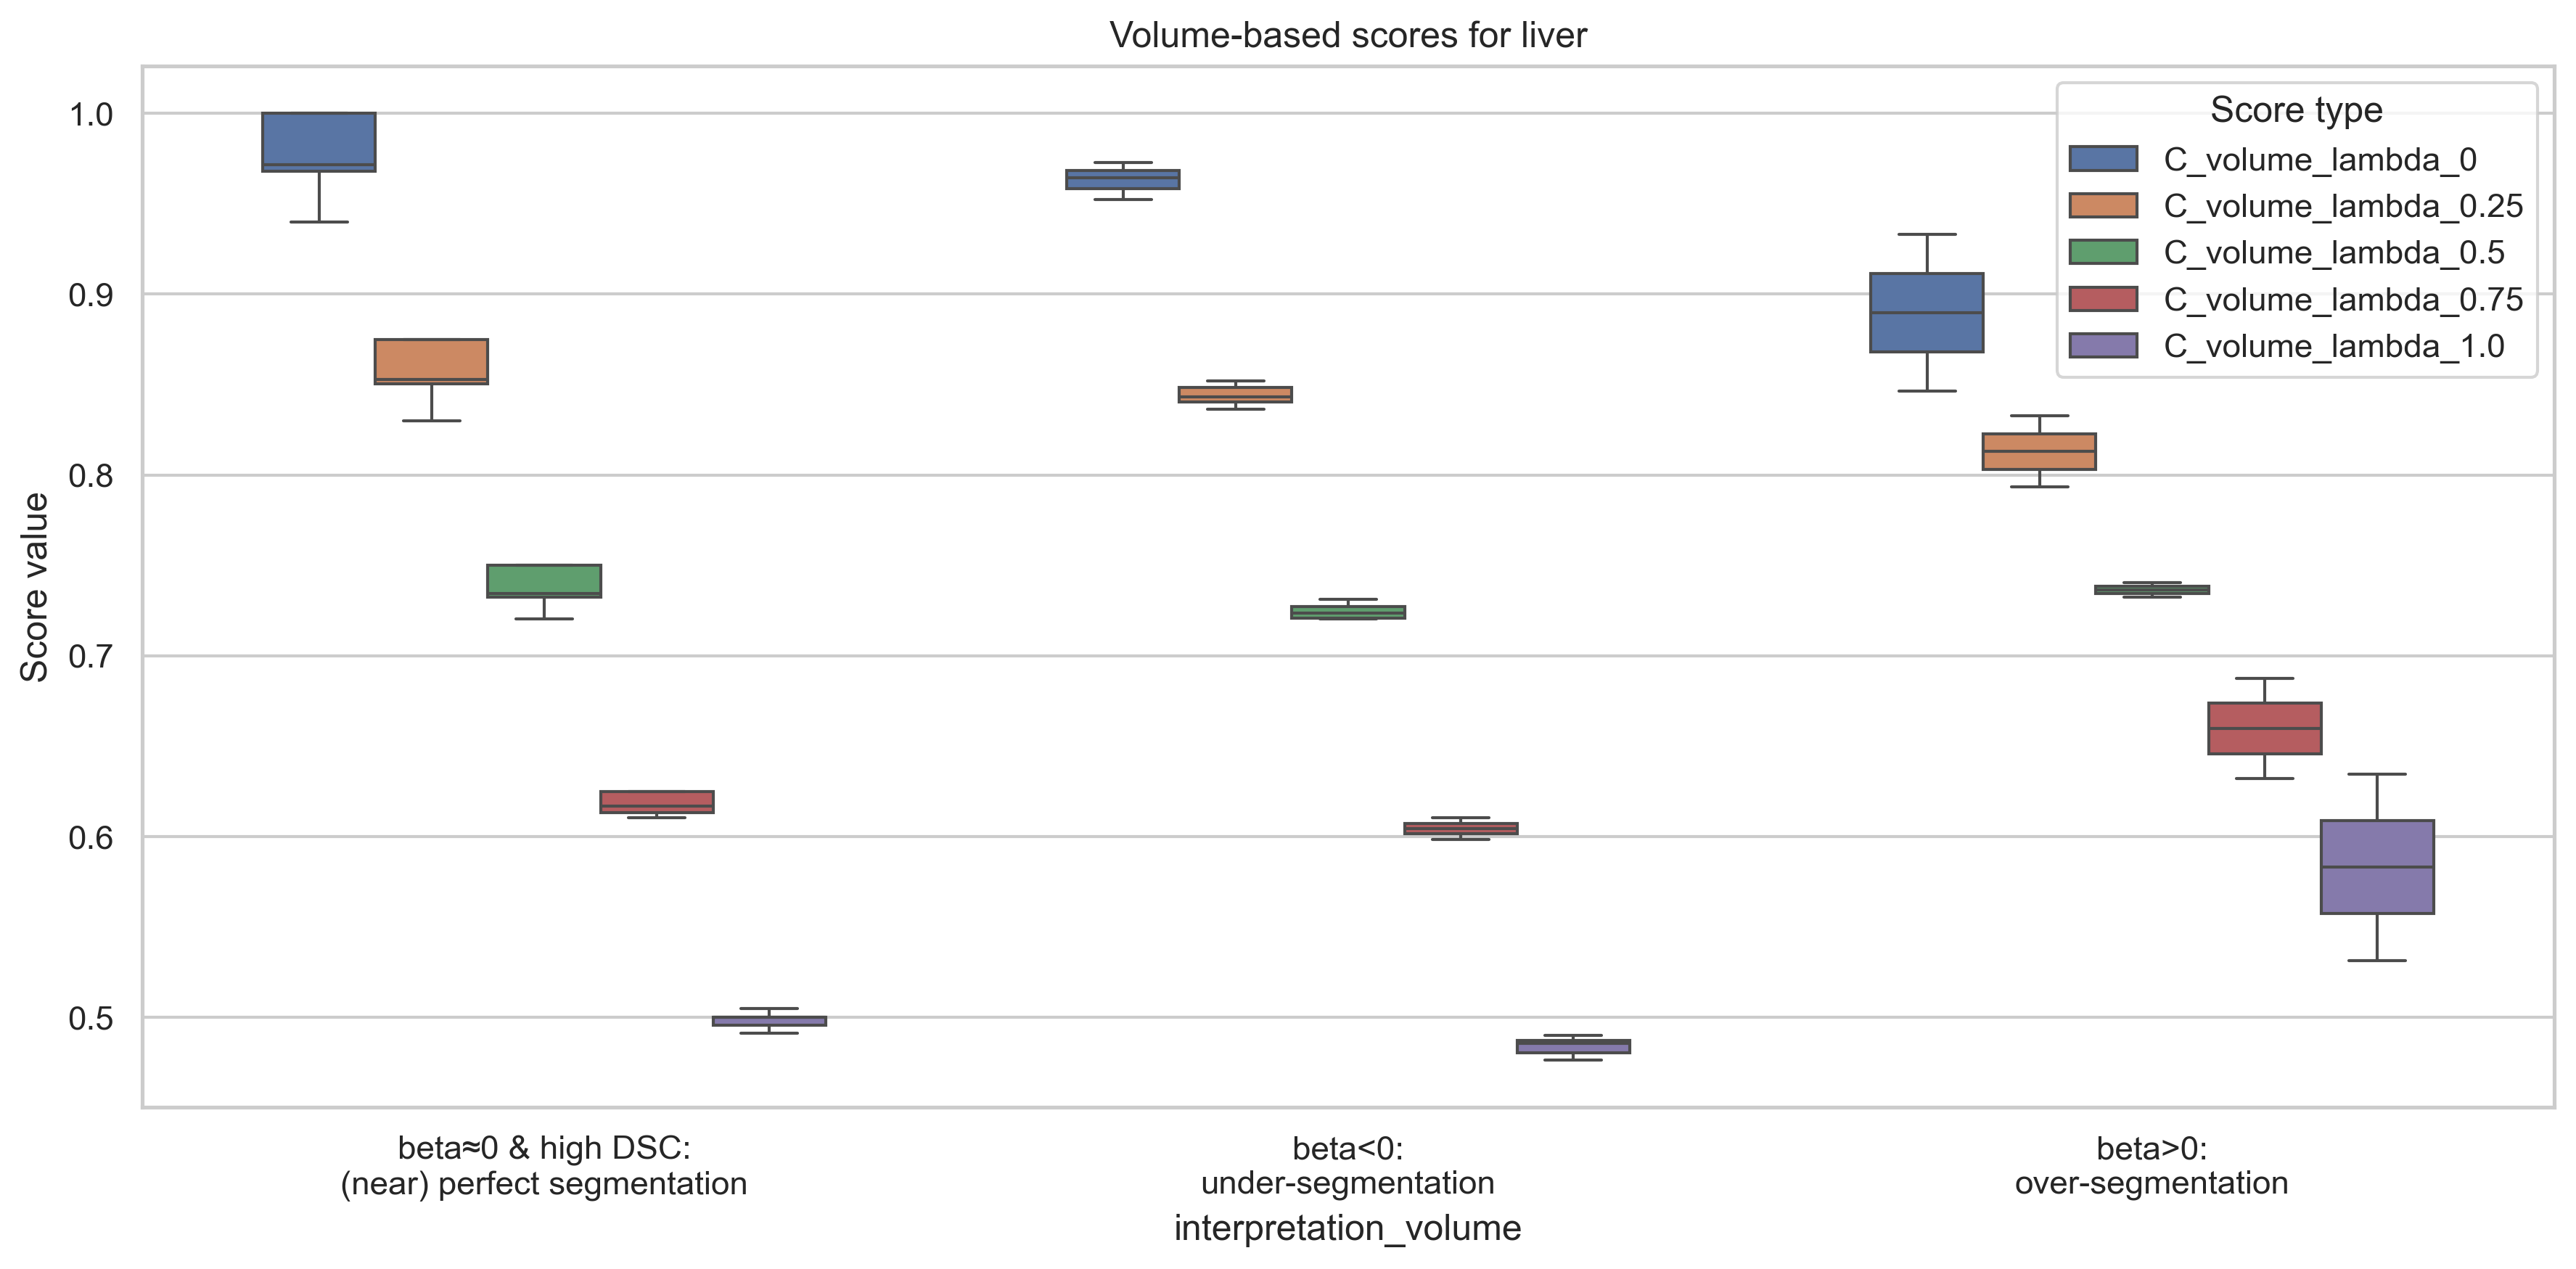 Volume-based scores for liver
Score value
1.0
0.9
0.8
0.7
0.6
0.5
Score type
C_volume_lambda_0
C_volume_lambda_0.25
C_volume_lambda_0.5
C_volume_lambda_0.75
C_volume_lambda_1.0
beta≈0 & high DSC:
(near) perfect segmentation
beta<0:
under-segmentation
beta>0:
over-segmentation
interpretation_volume